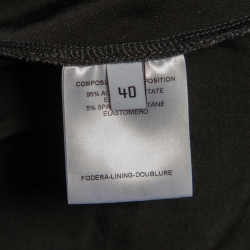 COMPOS POSITION
40
95% AC TATE
E
5% SPA TANE
ELASTOMERO
FODERA-LINING-DOUBLURE